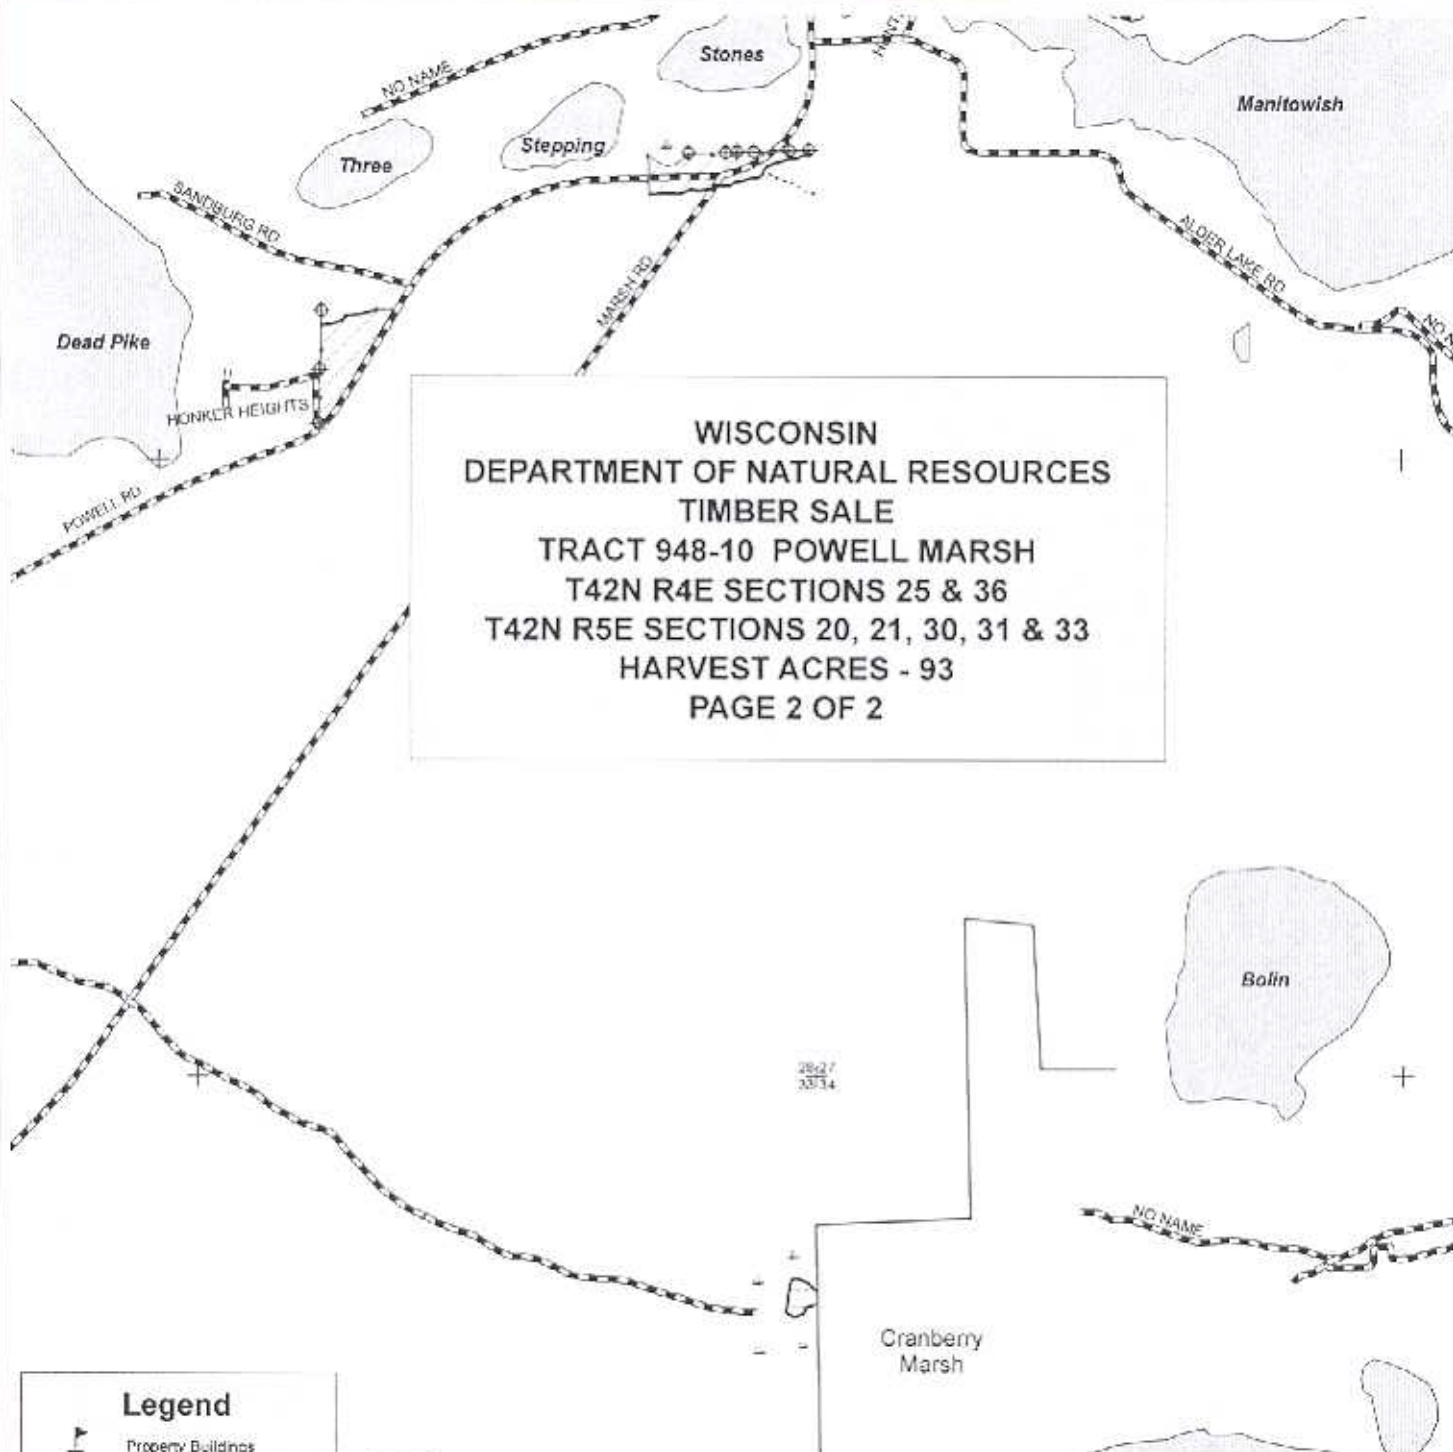 Stones
NO NAME
Manitowish
Three
Stepping
SANDBURG RD
ALDER LAKE RD
MARSH RD
Dead Pike
HONKER HEIGHTS
POWELL RD
WISCONSIN
DEPARTMENT OF NATURAL RESOURCES
TIMBER SALE
TRACT 948-10 POWELL MARSH
T42N R4E SECTIONS 25 & 36
T42N R5E SECTIONS 20, 21, 30, 31 & 33
HARVEST ACRES - 93
PAGE 2 OF 2
Bolin
NO NAME
Cranberry
Marsh
Legend
Property Buildings